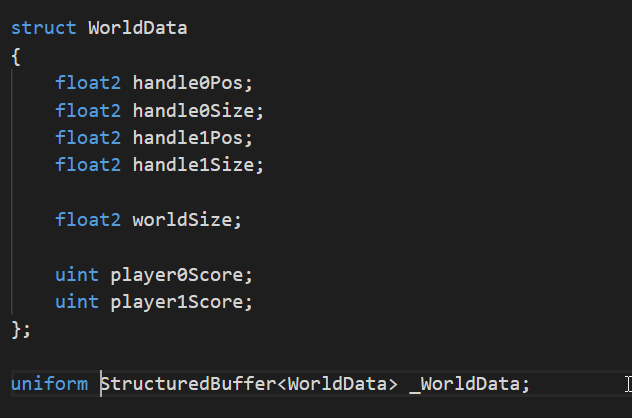 struct WorldData
{
float2 handle0Pos;
float2 handle0Size;
float2 handle1Pos;
float2 handle1Size;
float2 worldSize;
uint player0Score;
uint player1Score;
};
uniform StructuredBuffer<WorldData> _WorldData;